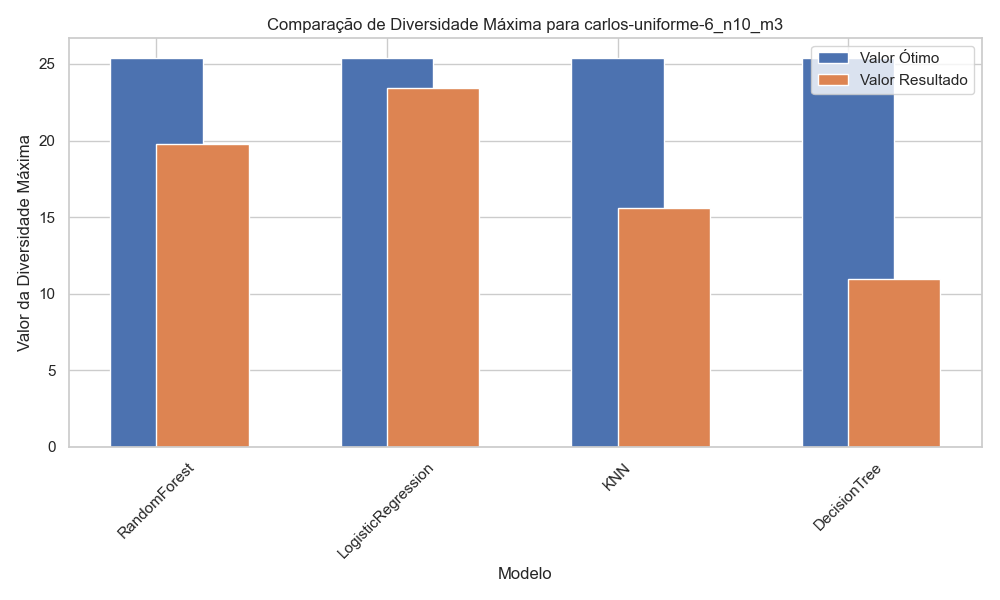 Comparação de Diversidade Máxima para carlos-uniforme-6_n10_m3
Valor Ótimo
Valor Resultado
Valor da Diversidade Máxima
25
20
15
10
5
0
RandomForest
LogisticRegression
KNN
DecisionTree
Modelo